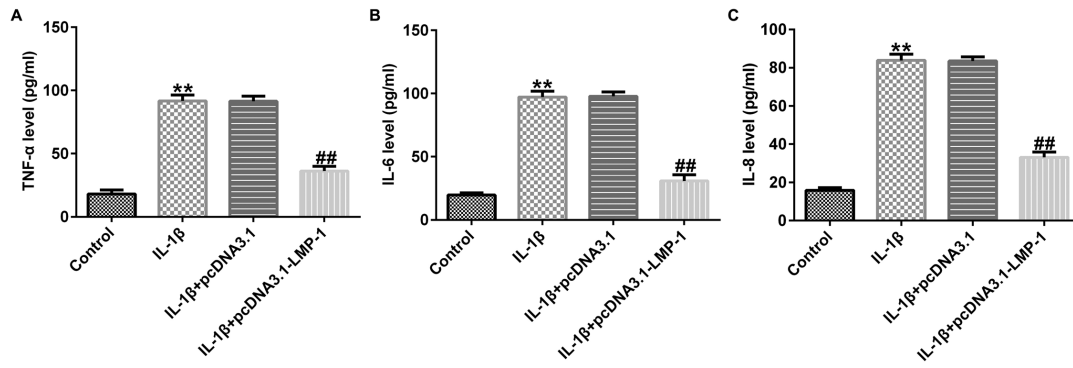 A
TNF-α level (pg/ml)
150
100
50
0
**
##
Control
IL-1β
IL-1β+pcDNA3.1
IL-1β+pcDNA3.1-LMP-1
B
IL-6 level (pg/ml)
150
100
50
0
**
##
Control
IL-1β
IL-1β+pcDNA3.1
IL-1β+pcDNA3.1-LMP-1
C
IL-8 level (pg/ml)
100
80
60
40
20
0
**
##
Control
IL-1β
IL-1β+pcDNA3.1
IL-1β+pcDNA3.1-LMP-1